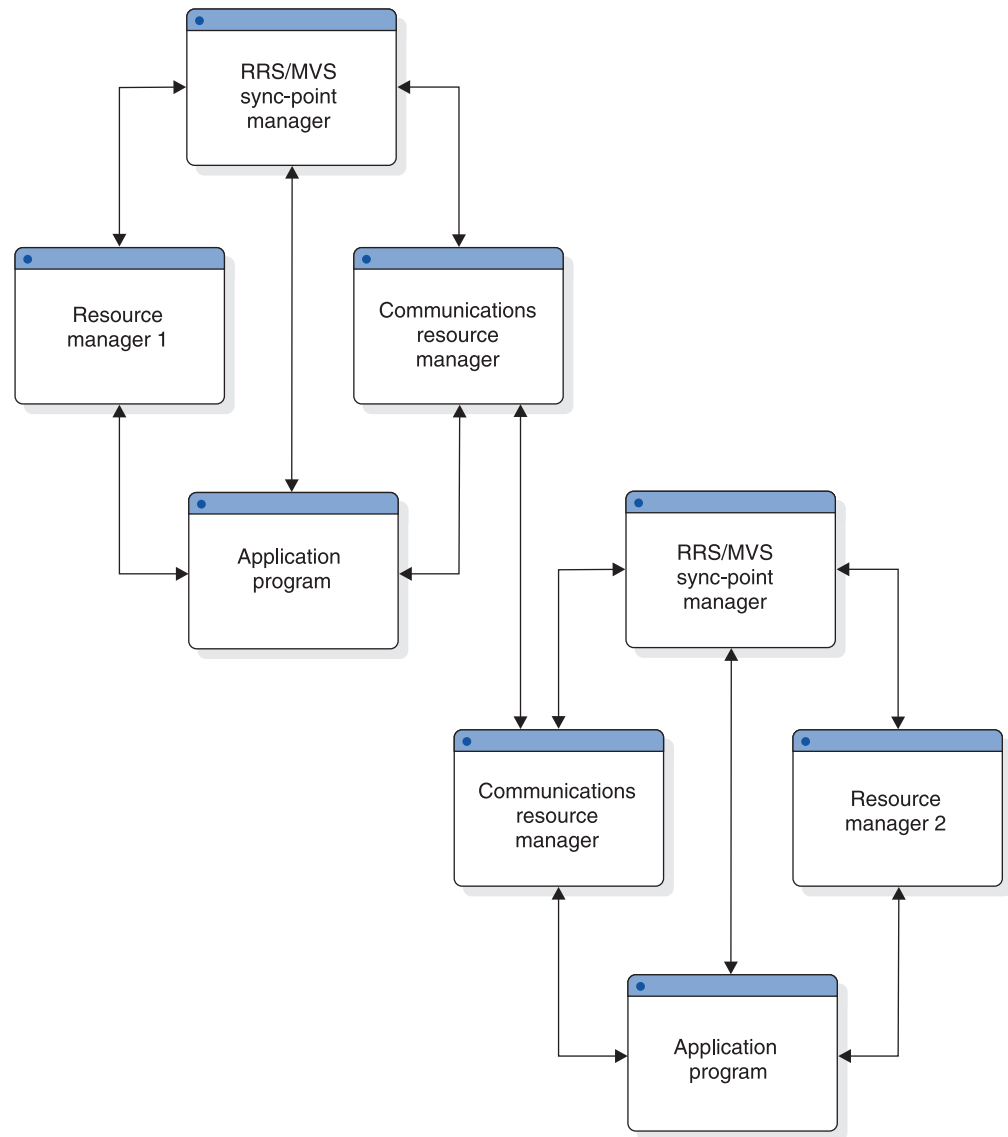 RRS/MVS
sync-point
manager
Resource
manager 1
Communications
resource
manager
Application
program
RRS/MVS
sync-point
manager
Communications
resource
manager
Resource
manager 2
Application
program